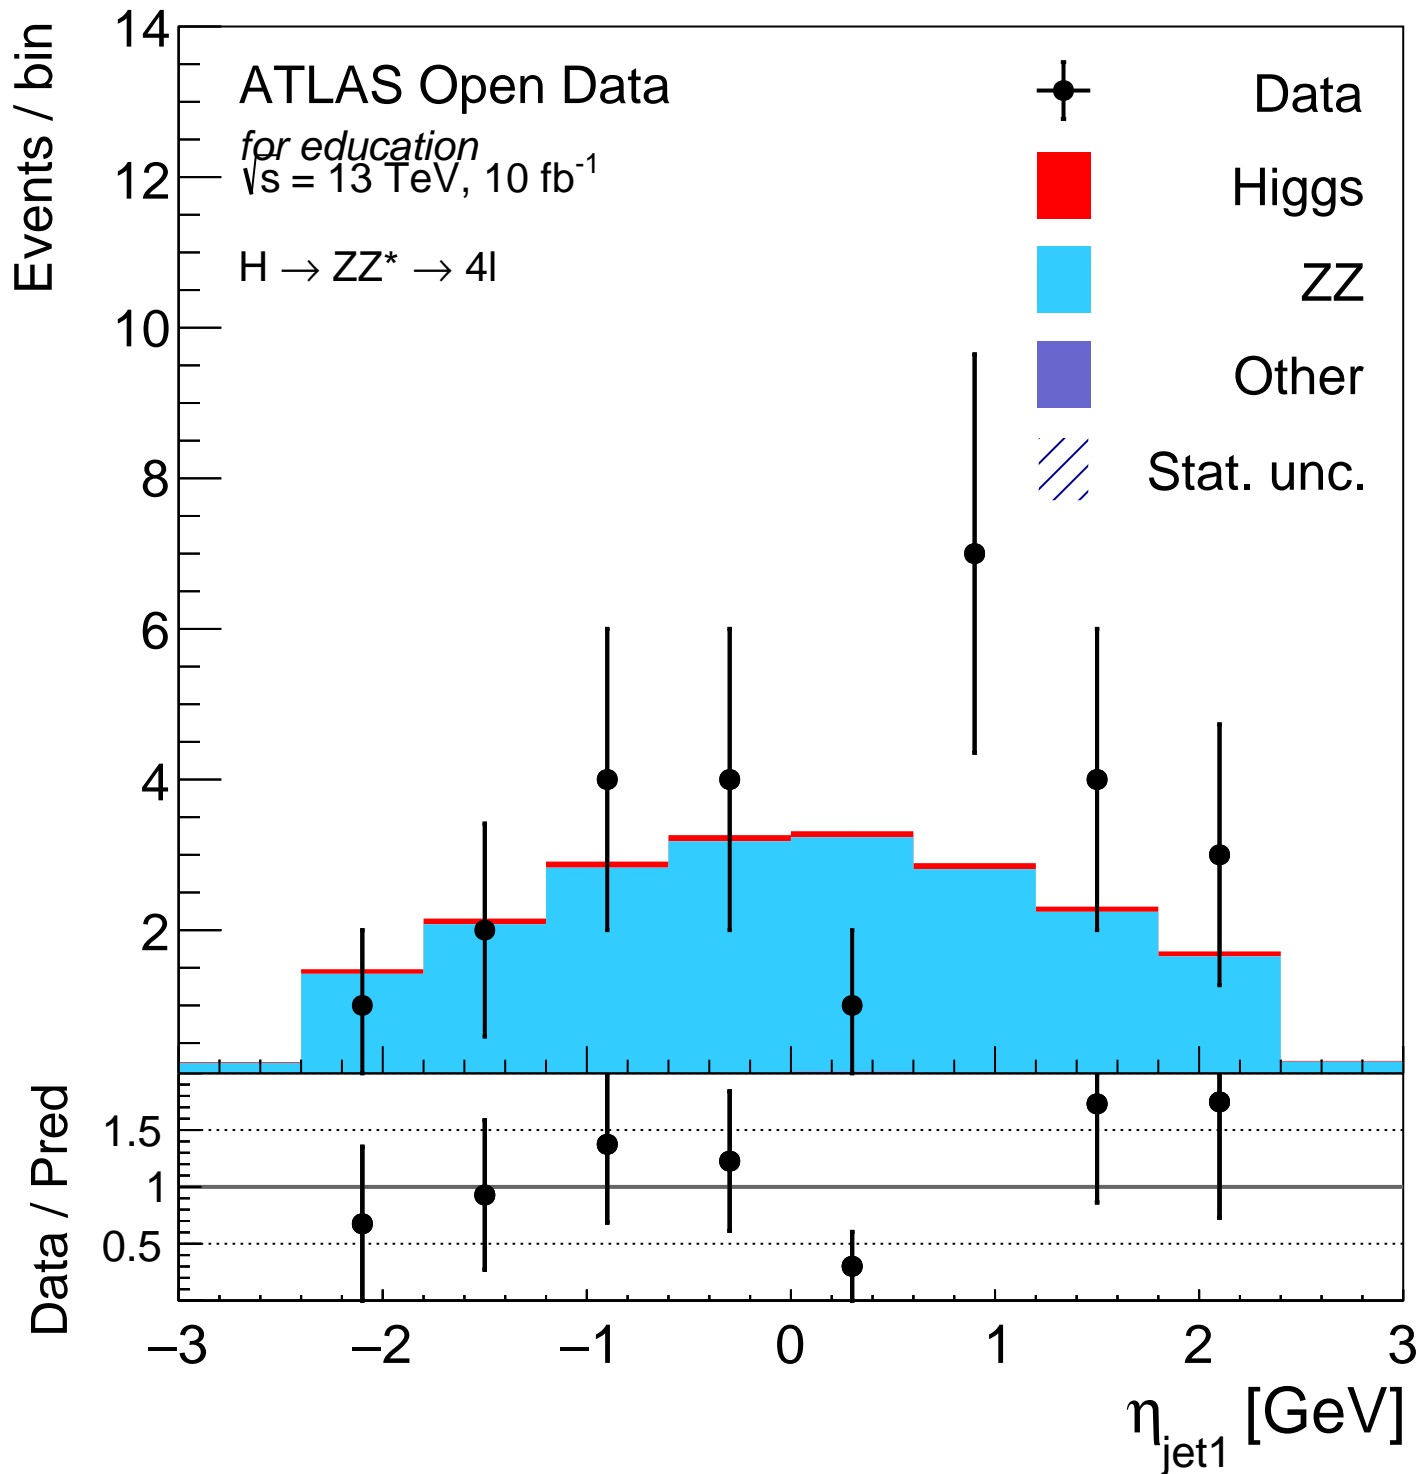 Events / bin
14
12
10
8
6
4
2
ATLAS Open Data
for education
√s = 13 TeV, 10 fb⁻¹
H → ZZ* → 4l
Data
Higgs
ZZ
Other
Stat. unc.
Data / Pred
1.5
1
0.5
−3 −2 −1 0 1 2 3
η_jet1 [GeV]